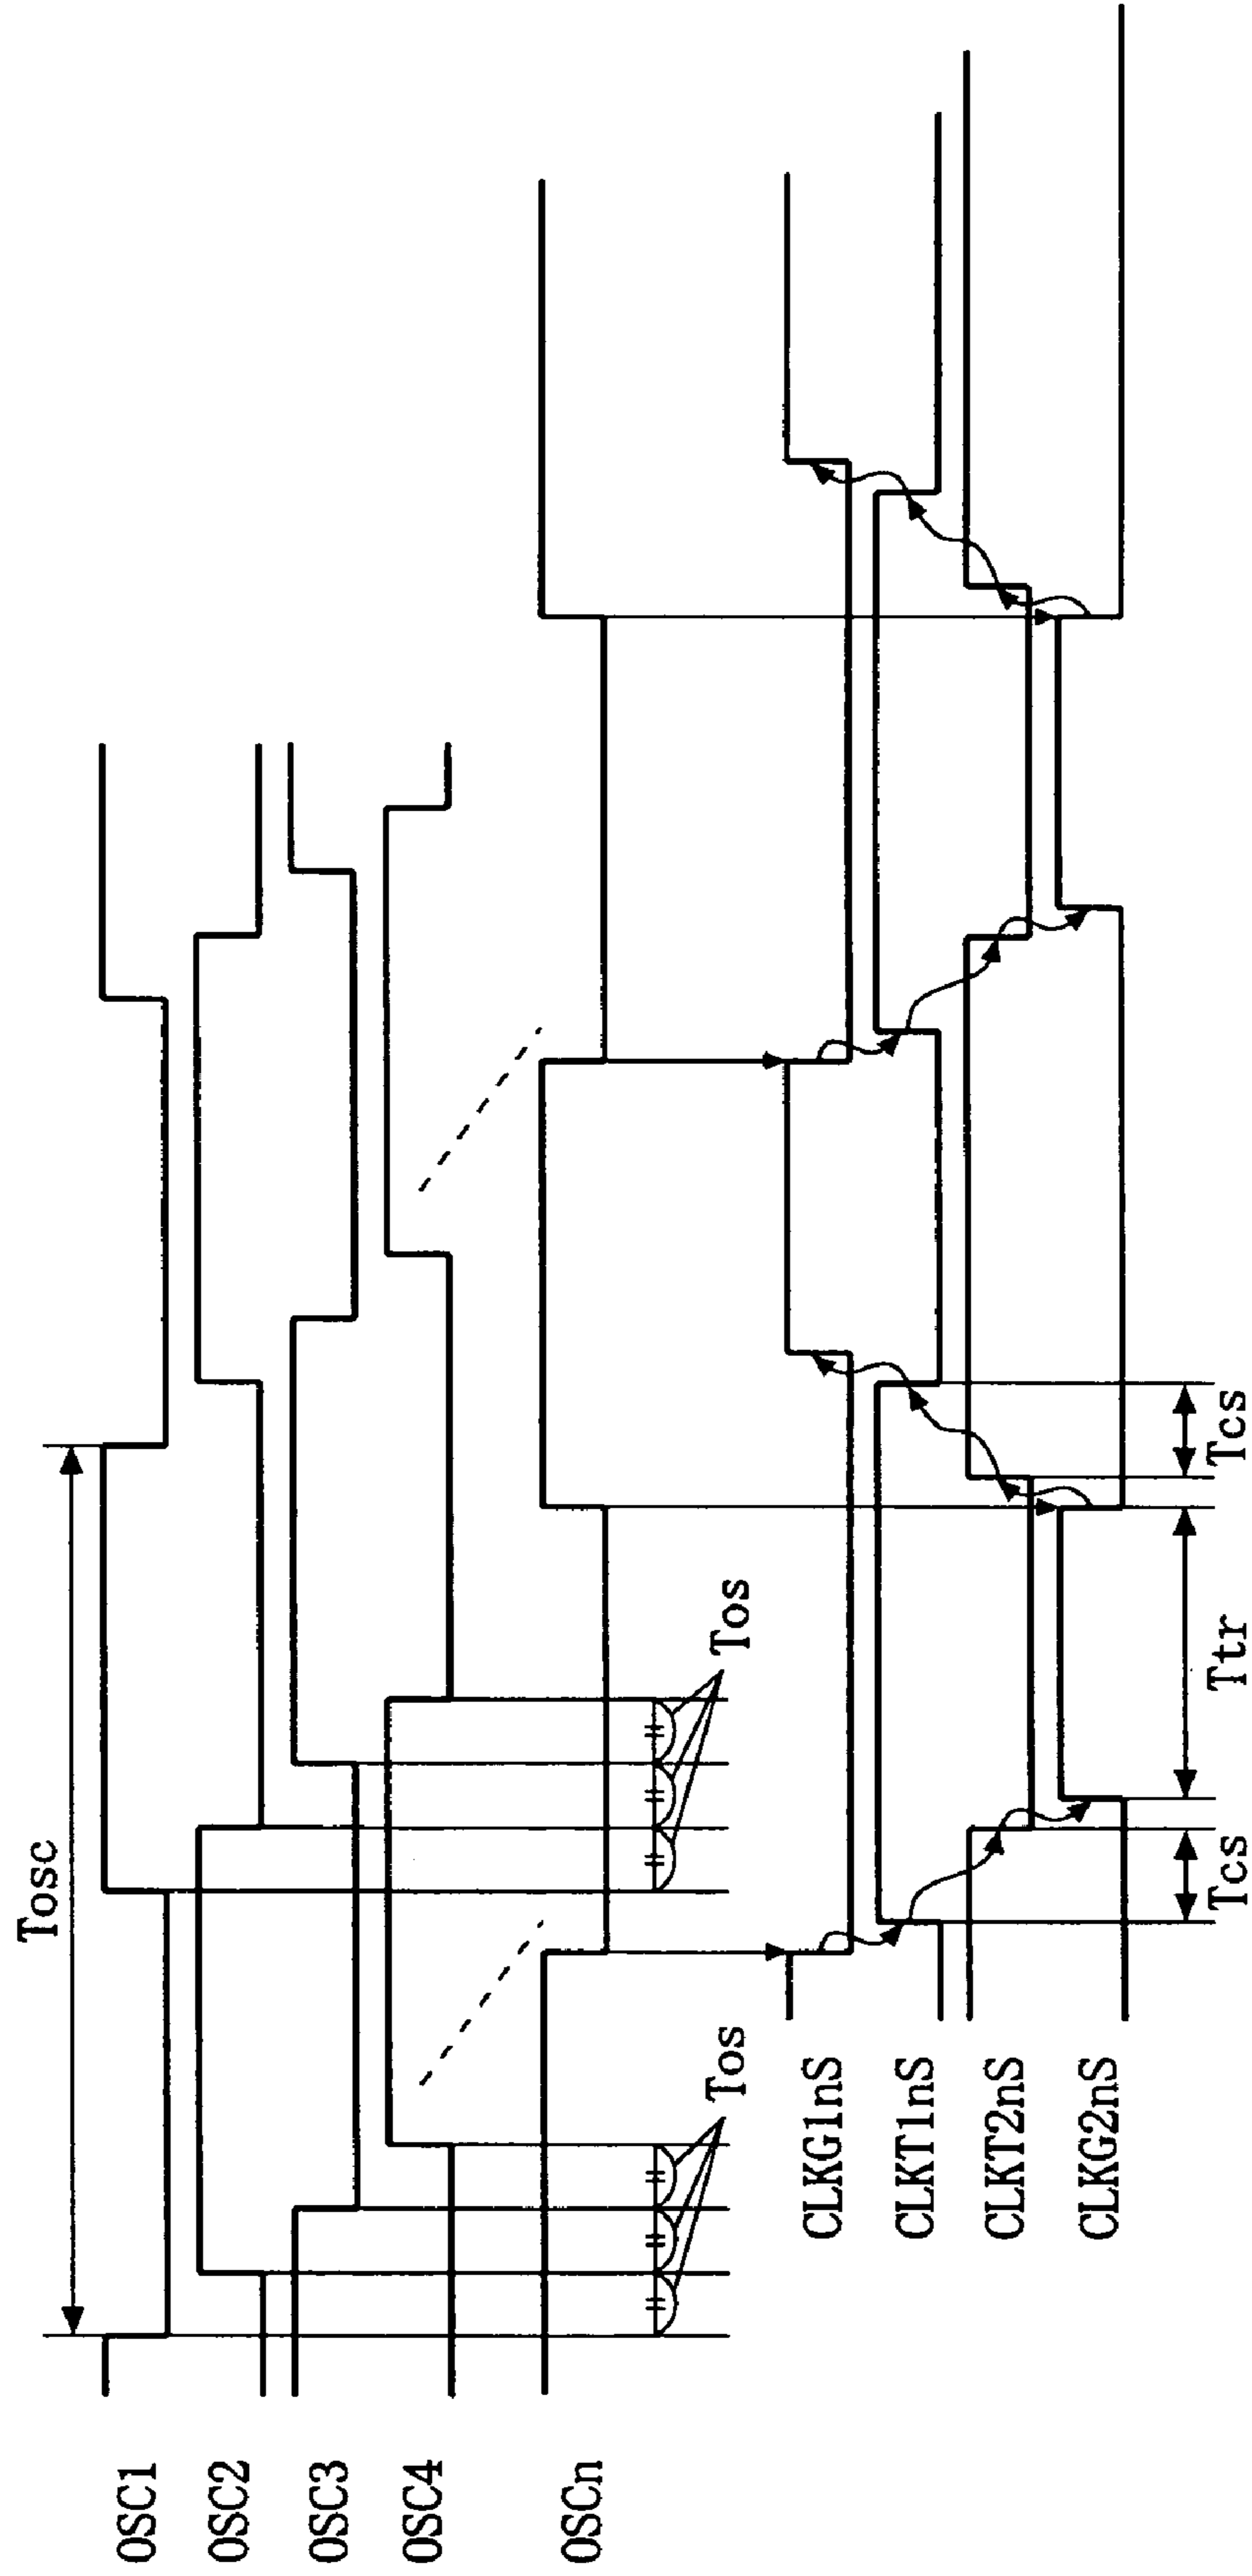 Tosc
OSC1
OSC2
OSC3
OSC4
OSCn
Tos
Tos
CLKG1nS
CLKT1nS
CLKT2nS
CLKG2nS
Tcs
Ttr
Tcs